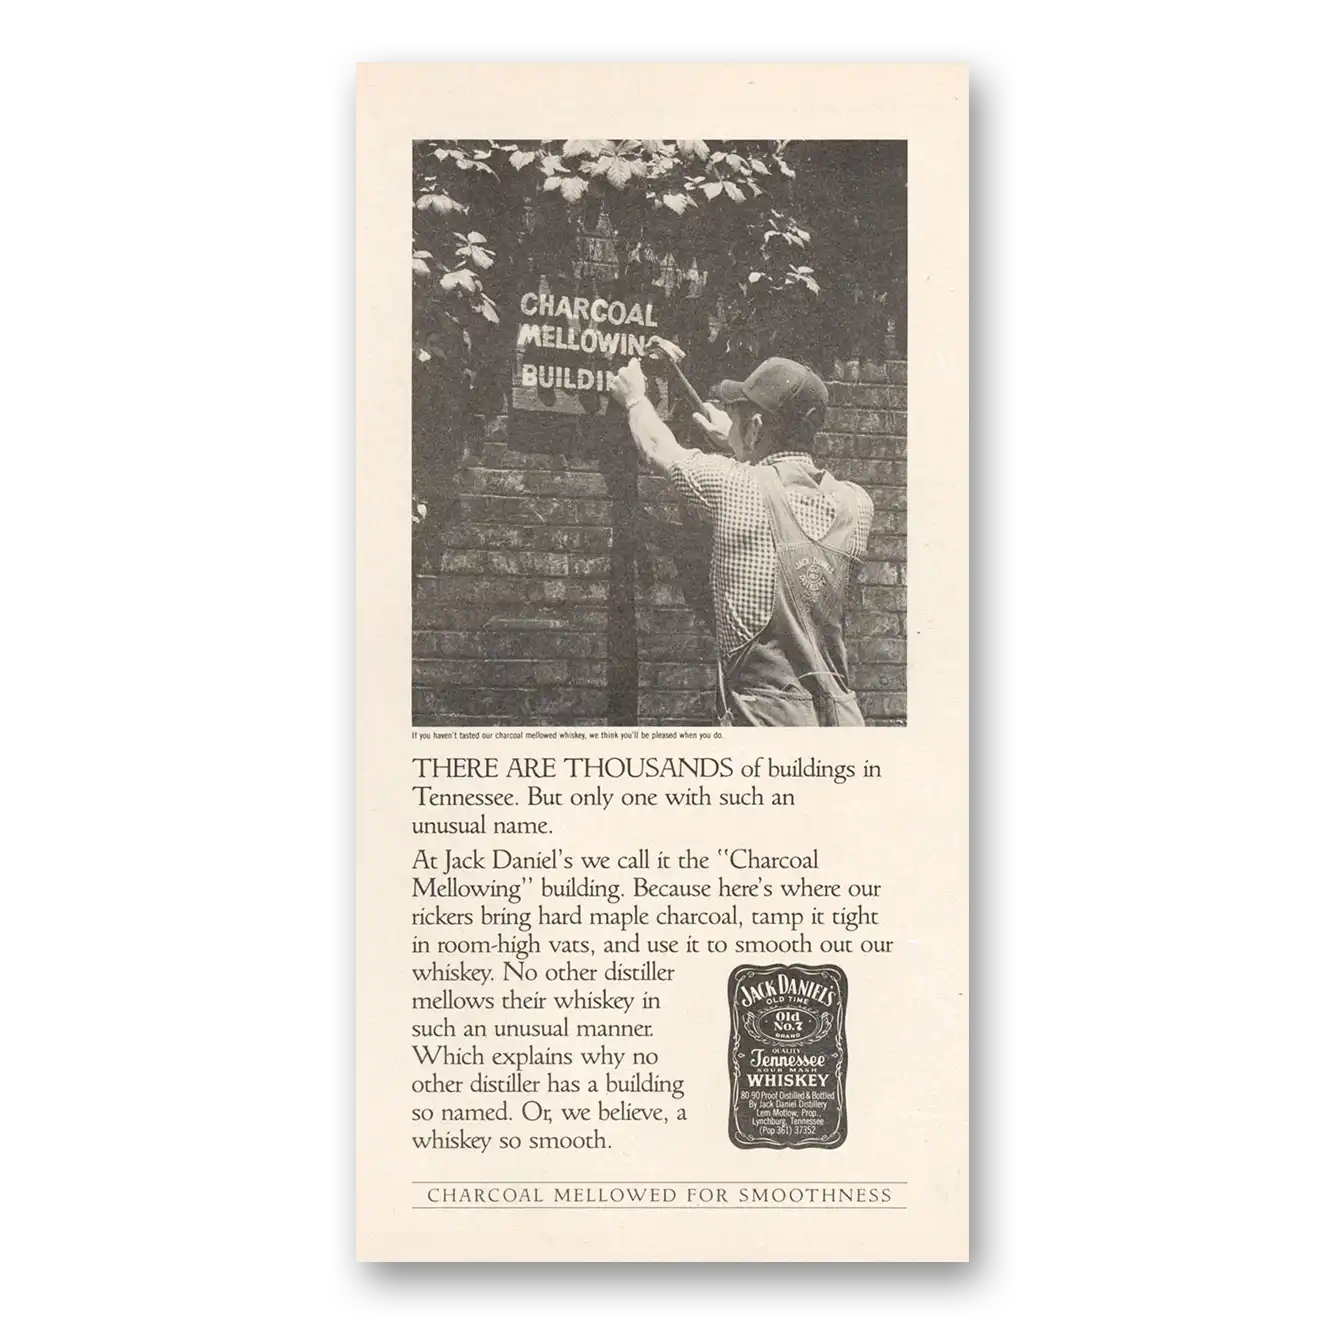 CHARCOAL
MELLOWING
BUILDIN
JACK DANIEL'S
If you haven't tasted our charcoal mellowed whiskey, we think you'll be pleased when you do.
THERE ARE THOUSANDS of buildings in
Tennessee. But only one with such an
unusual name.
At Jack Daniel's we call it the "Charcoal
Mellowing" building. Because here's where our
rickers bring hard maple charcoal, tamp it tight
in room-high vats, and use it to smooth out our
whiskey. No other distiller
mellows their whiskey in
such an unusual manner.
Which explains why no
other distiller has a building
so named. Or, we believe, a
whiskey so smooth.
JACK DANIEL'S
OLD TIME
Old
No.7
BRAND
QUALITY
Tennessee
SOUR MASH
WHISKEY
80-90 Proof Distilled & Bottled
By Jack Daniel Distillery
Lem Motlow, Prop.,
Lynchburg, Tennessee
(Pop 361) 37352
CHARCOAL MELLOWED FOR SMOOTHNESS